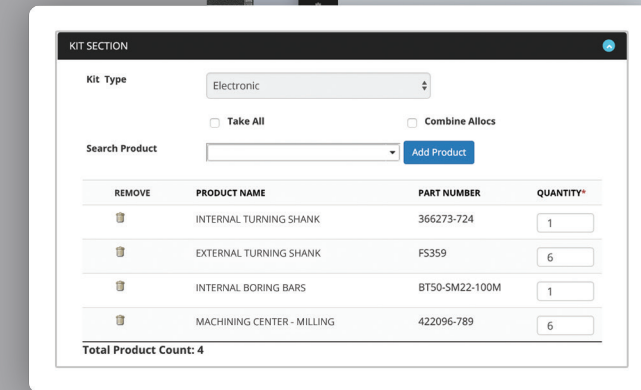 KIT SECTION
Kit Type
Electronic
Take All Combine Allocs
Search Product Add Product
REMOVE PRODUCT NAME PART NUMBER QUANTITY*
INTERNAL TURNING SHANK 366273-724 1
EXTERNAL TURNING SHANK FS359 6
INTERNAL BORING BARS BT50-SM22-100M 1
MACHINING CENTER - MILLING 422096-789 6
Total Product Count: 4